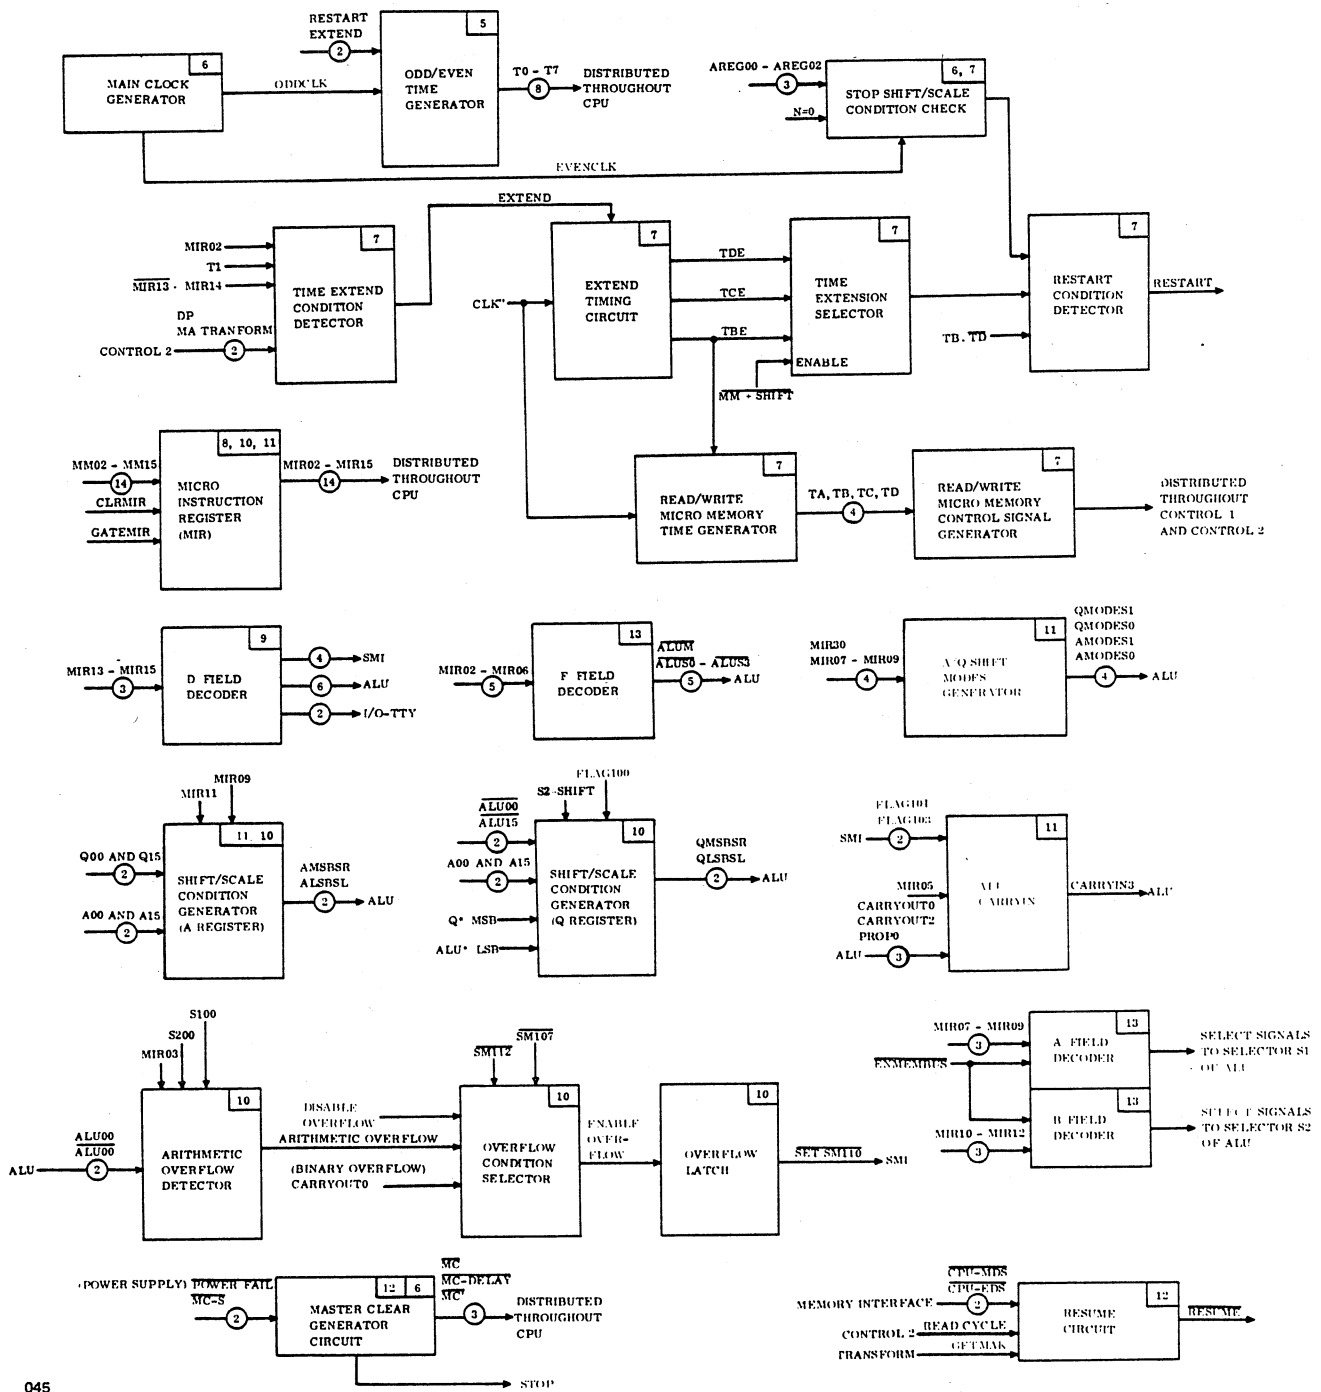 RESTART
EXTEND
2
5
6
MAIN CLOCK
GENERATOR
ODDCLK
ODD/EVEN
TIME
GENERATOR
T0 - T7
8
DISTRIBUTED
THROUGHOUT
CPU
AREG00 - AREG02
3
N=0
6, 7
STOP SHIFT/SCALE
CONDITION CHECK
EVENCLK
EXTEND
MIR02
T1
MIR13 · MIR14
DP
MA TRANFORM
CONTROL 2
2
7
TIME EXTEND
CONDITION
DETECTOR
CLK"
7
EXTEND
TIMING
CIRCUIT
TDE
TCE
TBE
7
TIME
EXTENSION
SELECTOR
ENABLE
MM + SHIFT
TB. TD
7
RESTART
CONDITION
DETECTOR
RESTART
MM02 - MM15
14
CLRMIR
GATEMIR
8, 10, 11
MICRO
INSTRUCTION
REGISTER
(MIR)
MIR02 - MIR15
14
DISTRIBUTED
THROUGHOUT
CPU
7
READ/WRITE
MICRO MEMORY
TIME GENERATOR
TA, TB, TC, TD
4
7
READ/WRITE
MICRO MEMORY
CONTROL SIGNAL
GENERATOR
DISTRIBUTED
THROUGHOUT
CONTROL 1
AND CONTROL 2
MIR13 - MIR15
3
9
D FIELD
DECODER
4
SMI
6
ALU
2
I/O-TTY
MIR02 - MIR06
5
13
F FIELD
DECODER
ALUM
ALUS0 - ALUS3
5
ALU
MIR30
MIR07 - MIR09
4
11
A/Q SHIFT
MODES
GENERATOR
QMODES1
QMODES0
AMODES1
AMODES0
4
ALU
MIR11
MIR09
Q00 AND Q15
2
A00 AND A15
2
11, 10
SHIFT/SCALE
CONDITION
GENERATOR
(A REGISTER)
AMSBSR
ALSBSL
2
ALU
FLAG100
S2-SHIFT
ALU00
ALU15
2
A00 AND A15
2
Q* MSB
ALU* LSB
10
SHIFT/SCALE
CONDITION
GENERATOR
(Q REGISTER)
QMSBSR
QLSBSL
2
ALU
FLAG101
FLAG103
SMI
2
MIR05
CARRYOUT0
CARRYOUT2
PROP0
ALU
3
11
ALU
CARRYIN
CARRYIN3
ALU
S100
S200
MIR03
ALU00
ALU00
ALU
2
10
ARITHMETIC
OVERFLOW
DETECTOR
DISABLE
OVERFLOW
ARITHMETIC OVERFLOW
(BINARY OVERFLOW)
CARRYOUT0
SM107
SM112
10
OVERFLOW
CONDITION
SELECTOR
ENABLE
OVER-
FLOW
10
OVERFLOW
LATCH
SET SM110
SMI
MIR07 - MIR09
3
ENMEMBUS
MIR10 - MIR12
3
13
A FIELD
DECODER
13
B FIELD
DECODER
SELECT SIGNALS
TO SELECTOR S1
OF ALU
SELECT SIGNALS
TO SELECTOR S2
OF ALU
(POWER SUPPLY) POWER FAIL
MC-S
2
12
6
MASTER CLEAR
GENERATOR
CIRCUIT
MC
MC-DELAY
MC'
3
DISTRIBUTED
THROUGHOUT
CPU
STOP
CPU-MDS
CPU-EDS
MEMORY INTERFACE
2
CONTROL 2
READ CYCLE
TRANSFORM
GETMAK
12
RESUME
CIRCUIT
RESUME
045